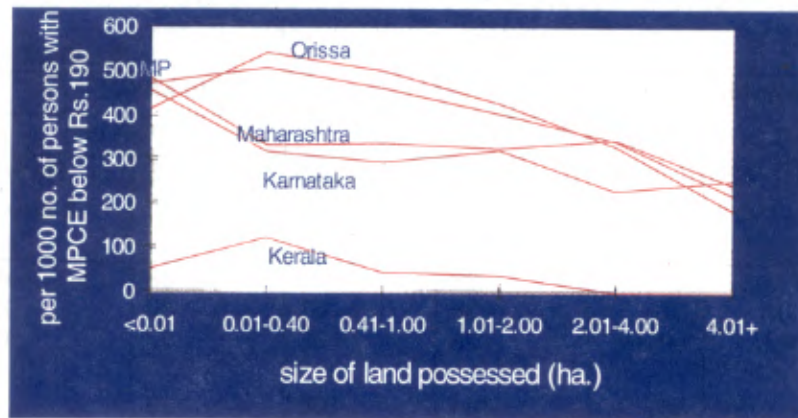 per 1000 no. of persons with
MPCE below Rs.190
600
500
400
300
200
100
0
MP
Orissa
Maharashtra
Karnataka
Kerala
<0.01 0.01-0.40 0.41-1.00 1.01-2.00 2.01-4.00 4.01+
size of land possessed (ha.)